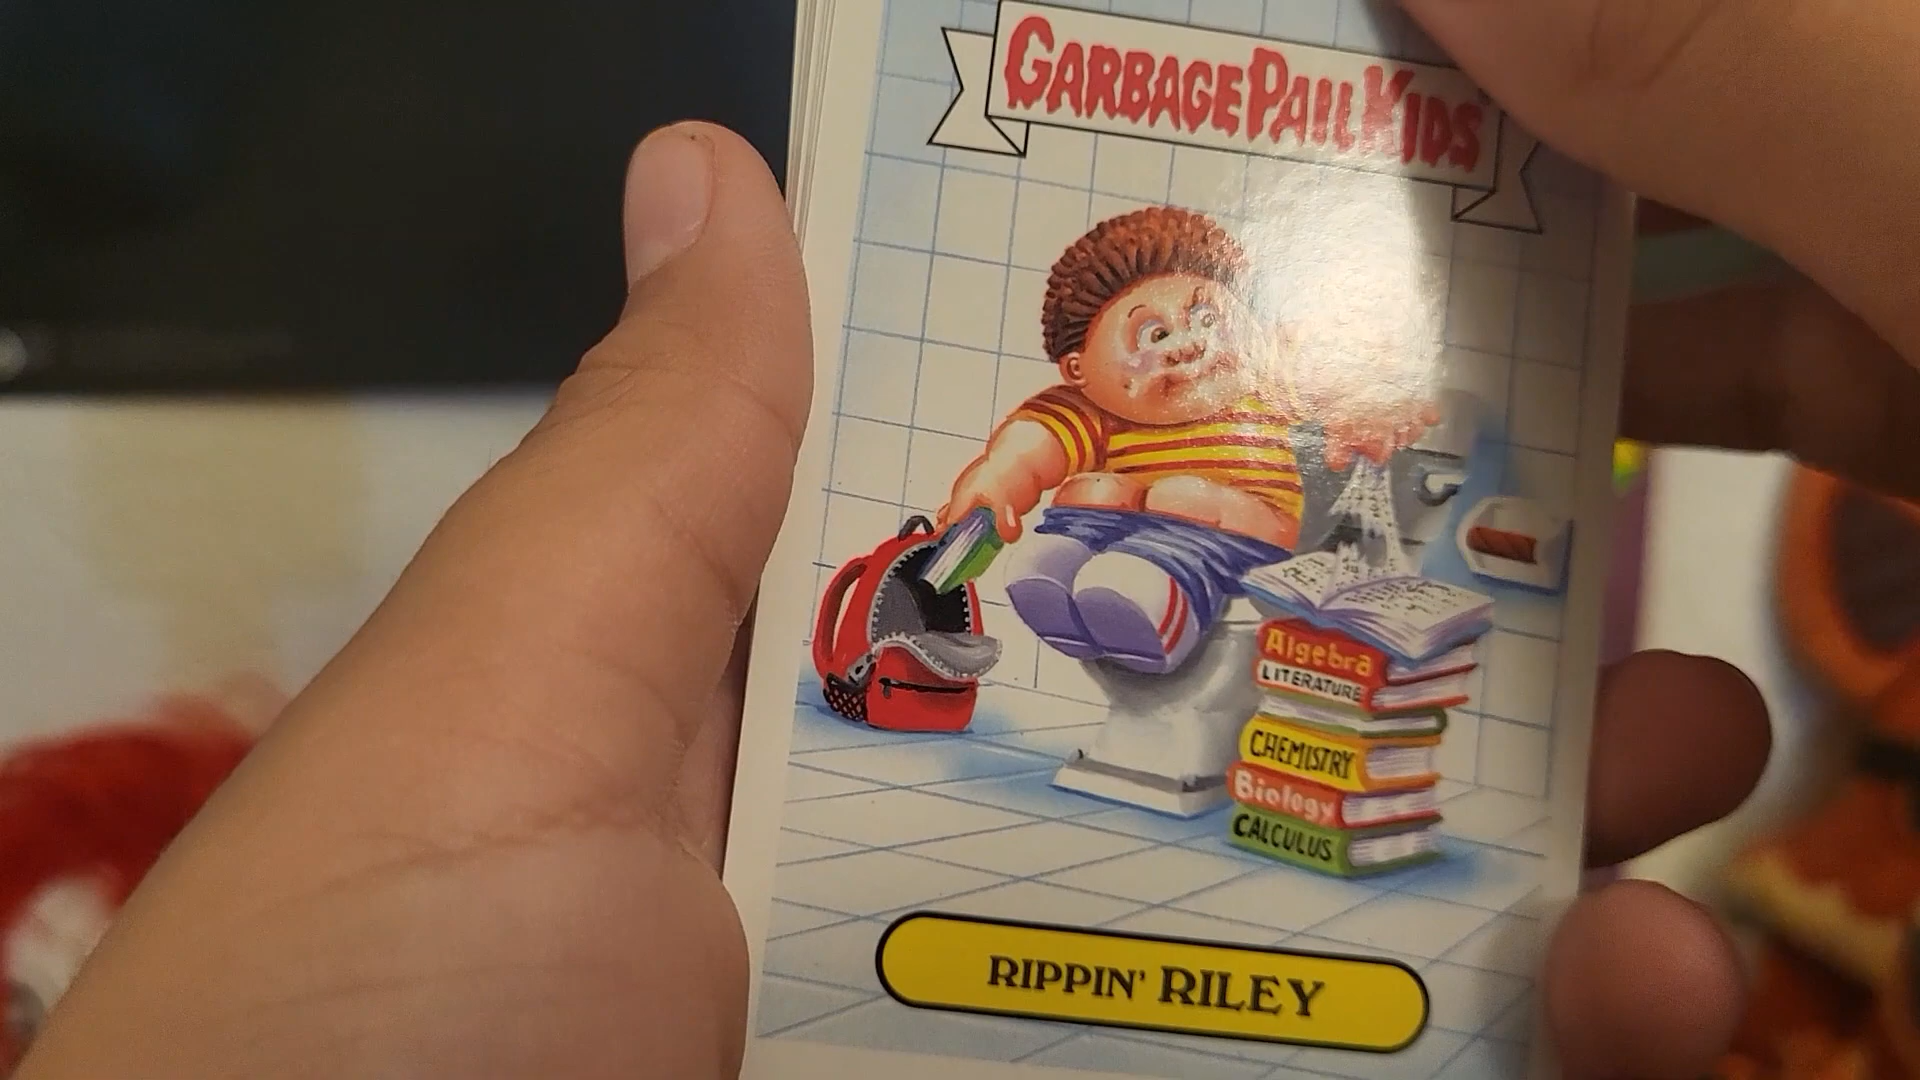 GARBAGE PAIL KIDS
Algebra
LITERATURE
CHEMISTRY
Biology
CALCULUS
RIPPIN' RILEY